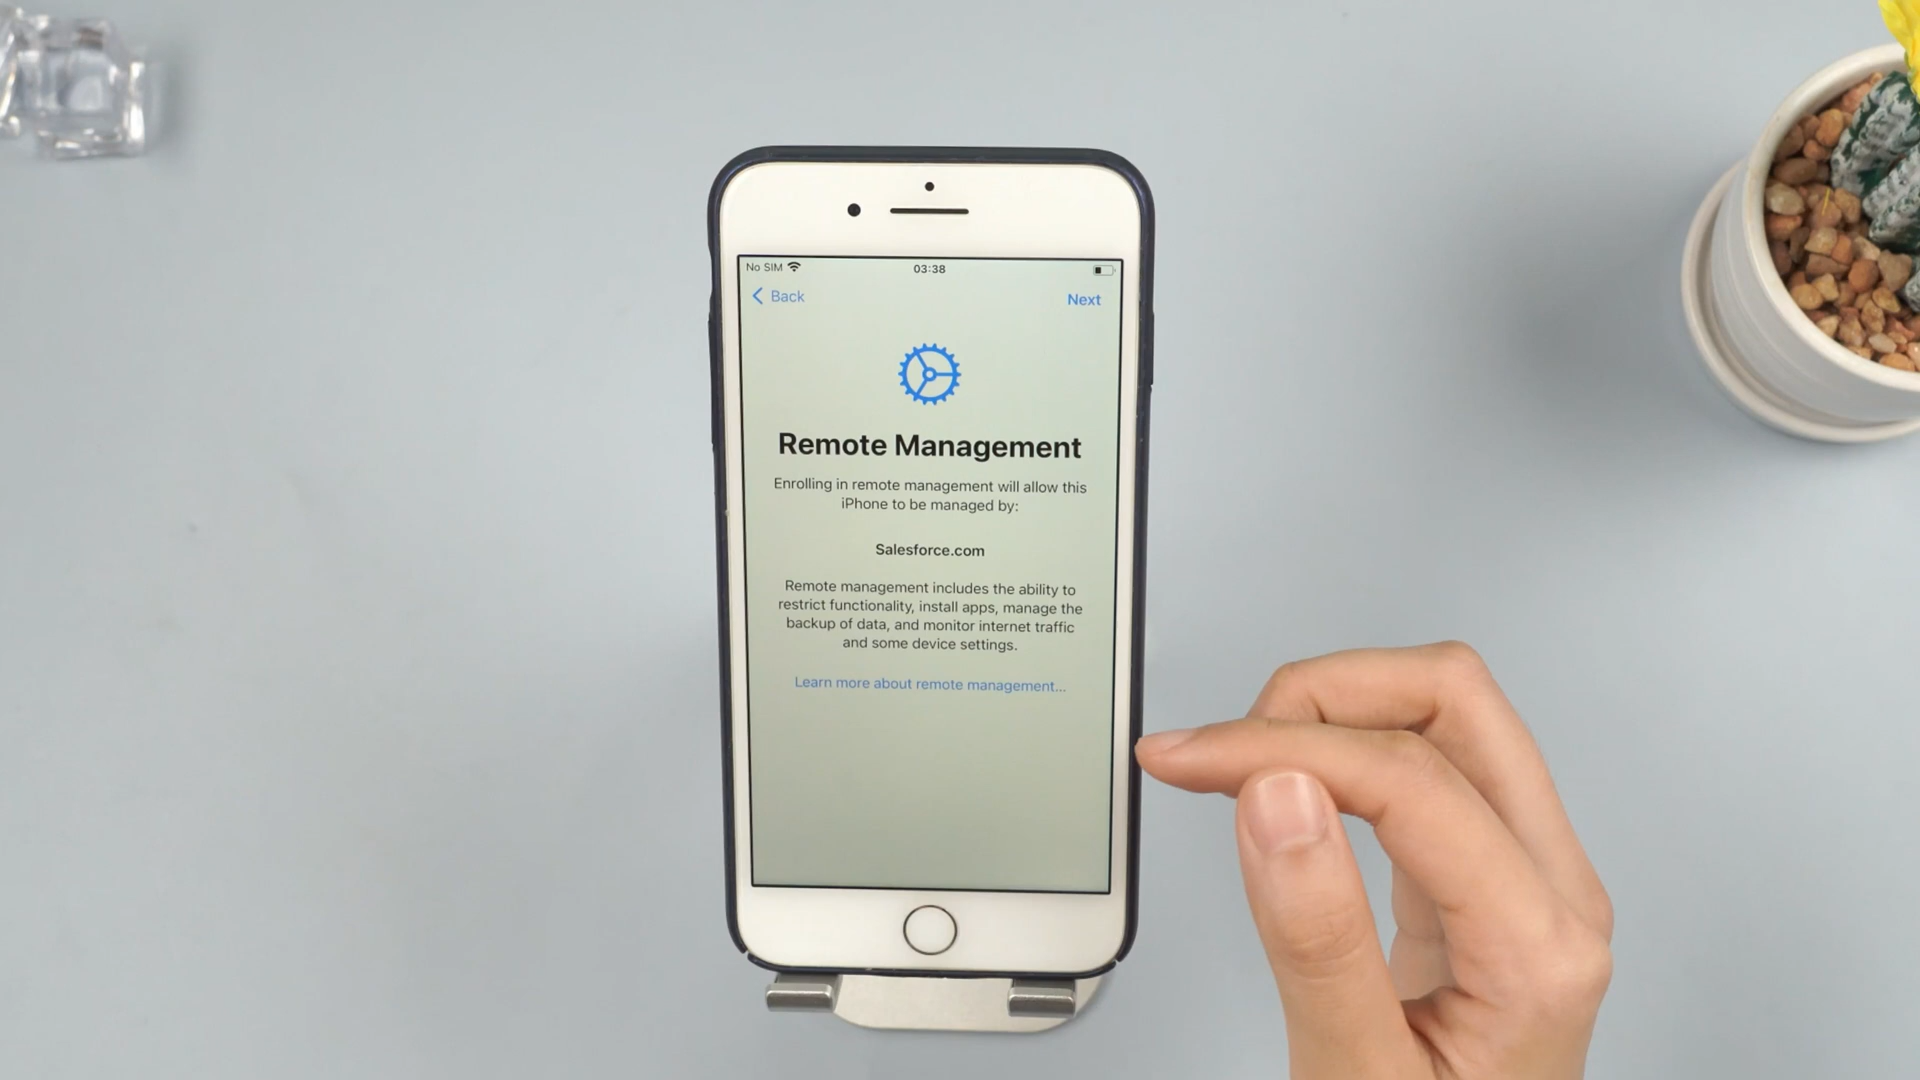 No SIM 03:38
Back Next
Remote Management
Enrolling in remote management will allow this
iPhone to be managed by:
Salesforce.com
Remote management includes the ability to
restrict functionality, install apps, manage the
backup of data, and monitor internet traffic
and some device settings.
Learn more about remote management...